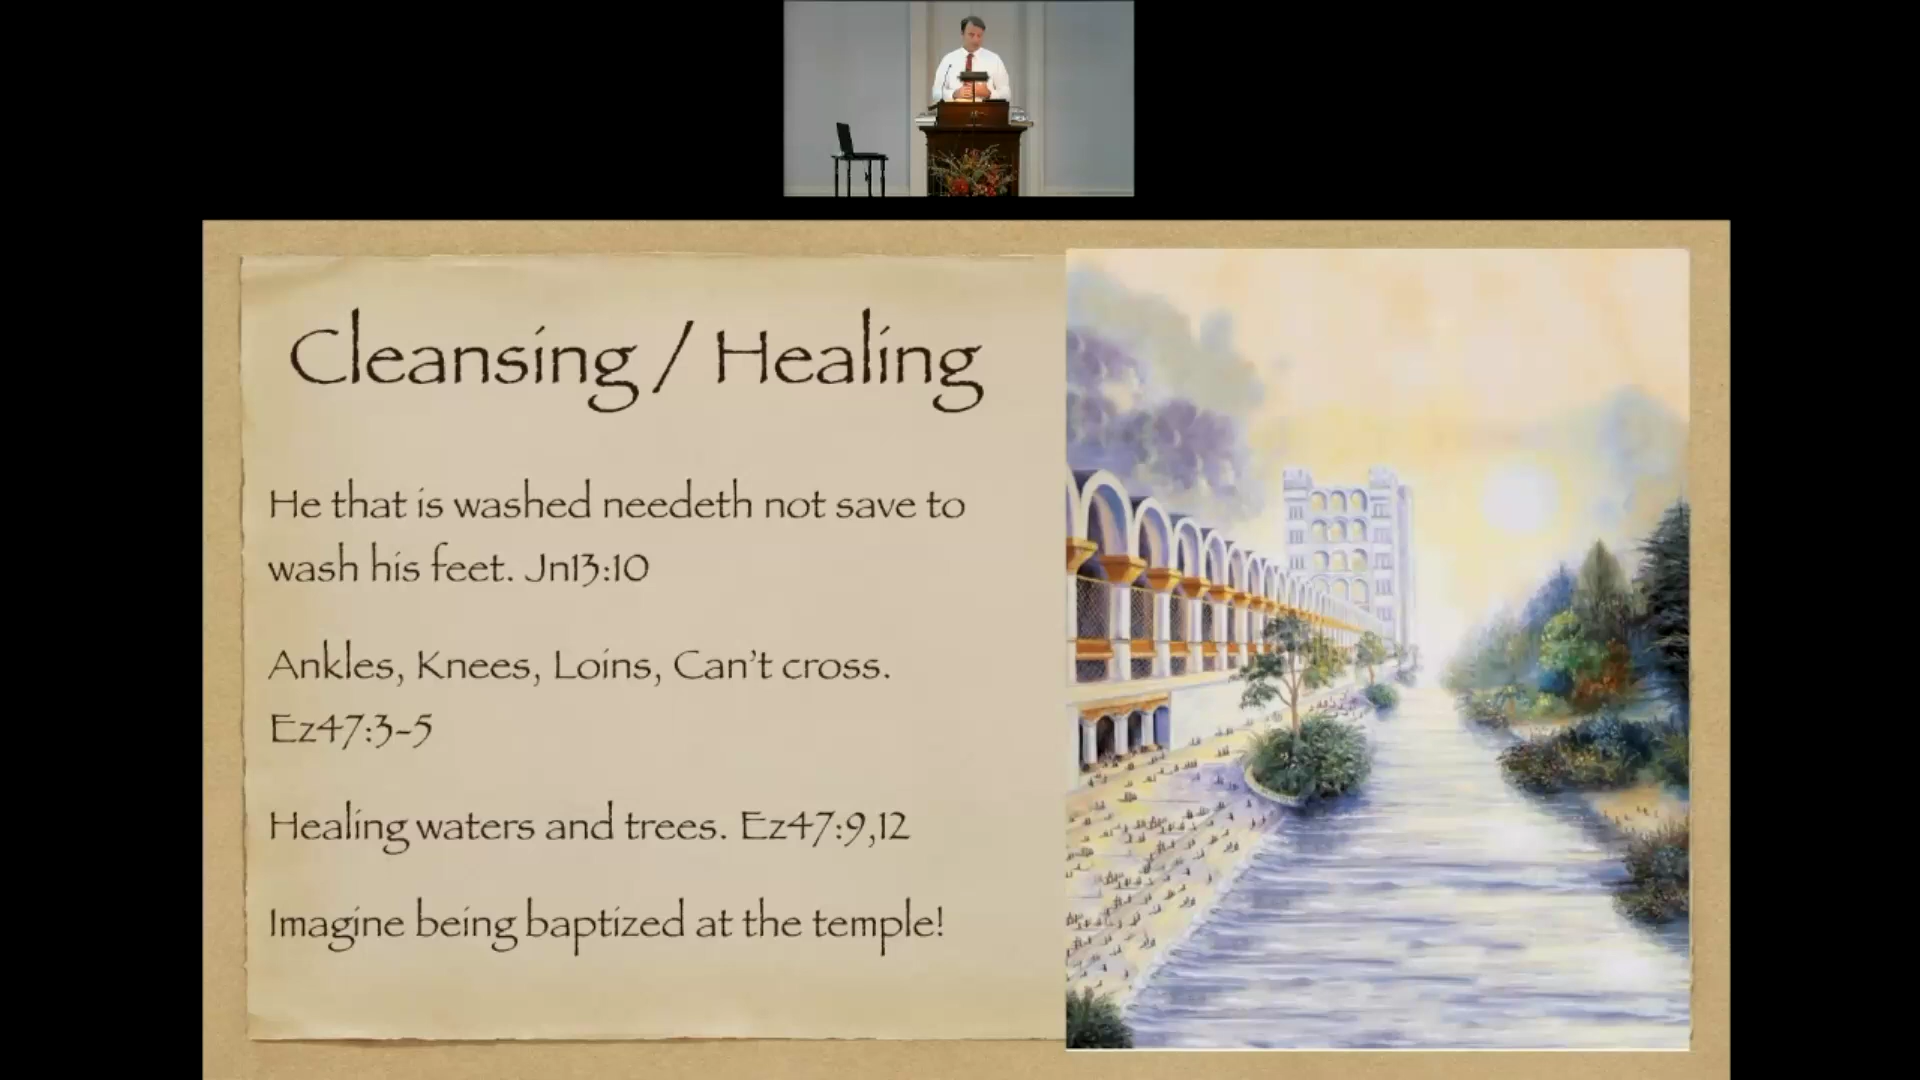 Cleansing / Healing
He that is washed needeth not save to
wash his feet. Jn13:10
Ankles, Knees, Loins, Can't cross.
Ez47:3-5
Healing waters and trees. Ez47:9,12
Imagine being baptized at the temple!